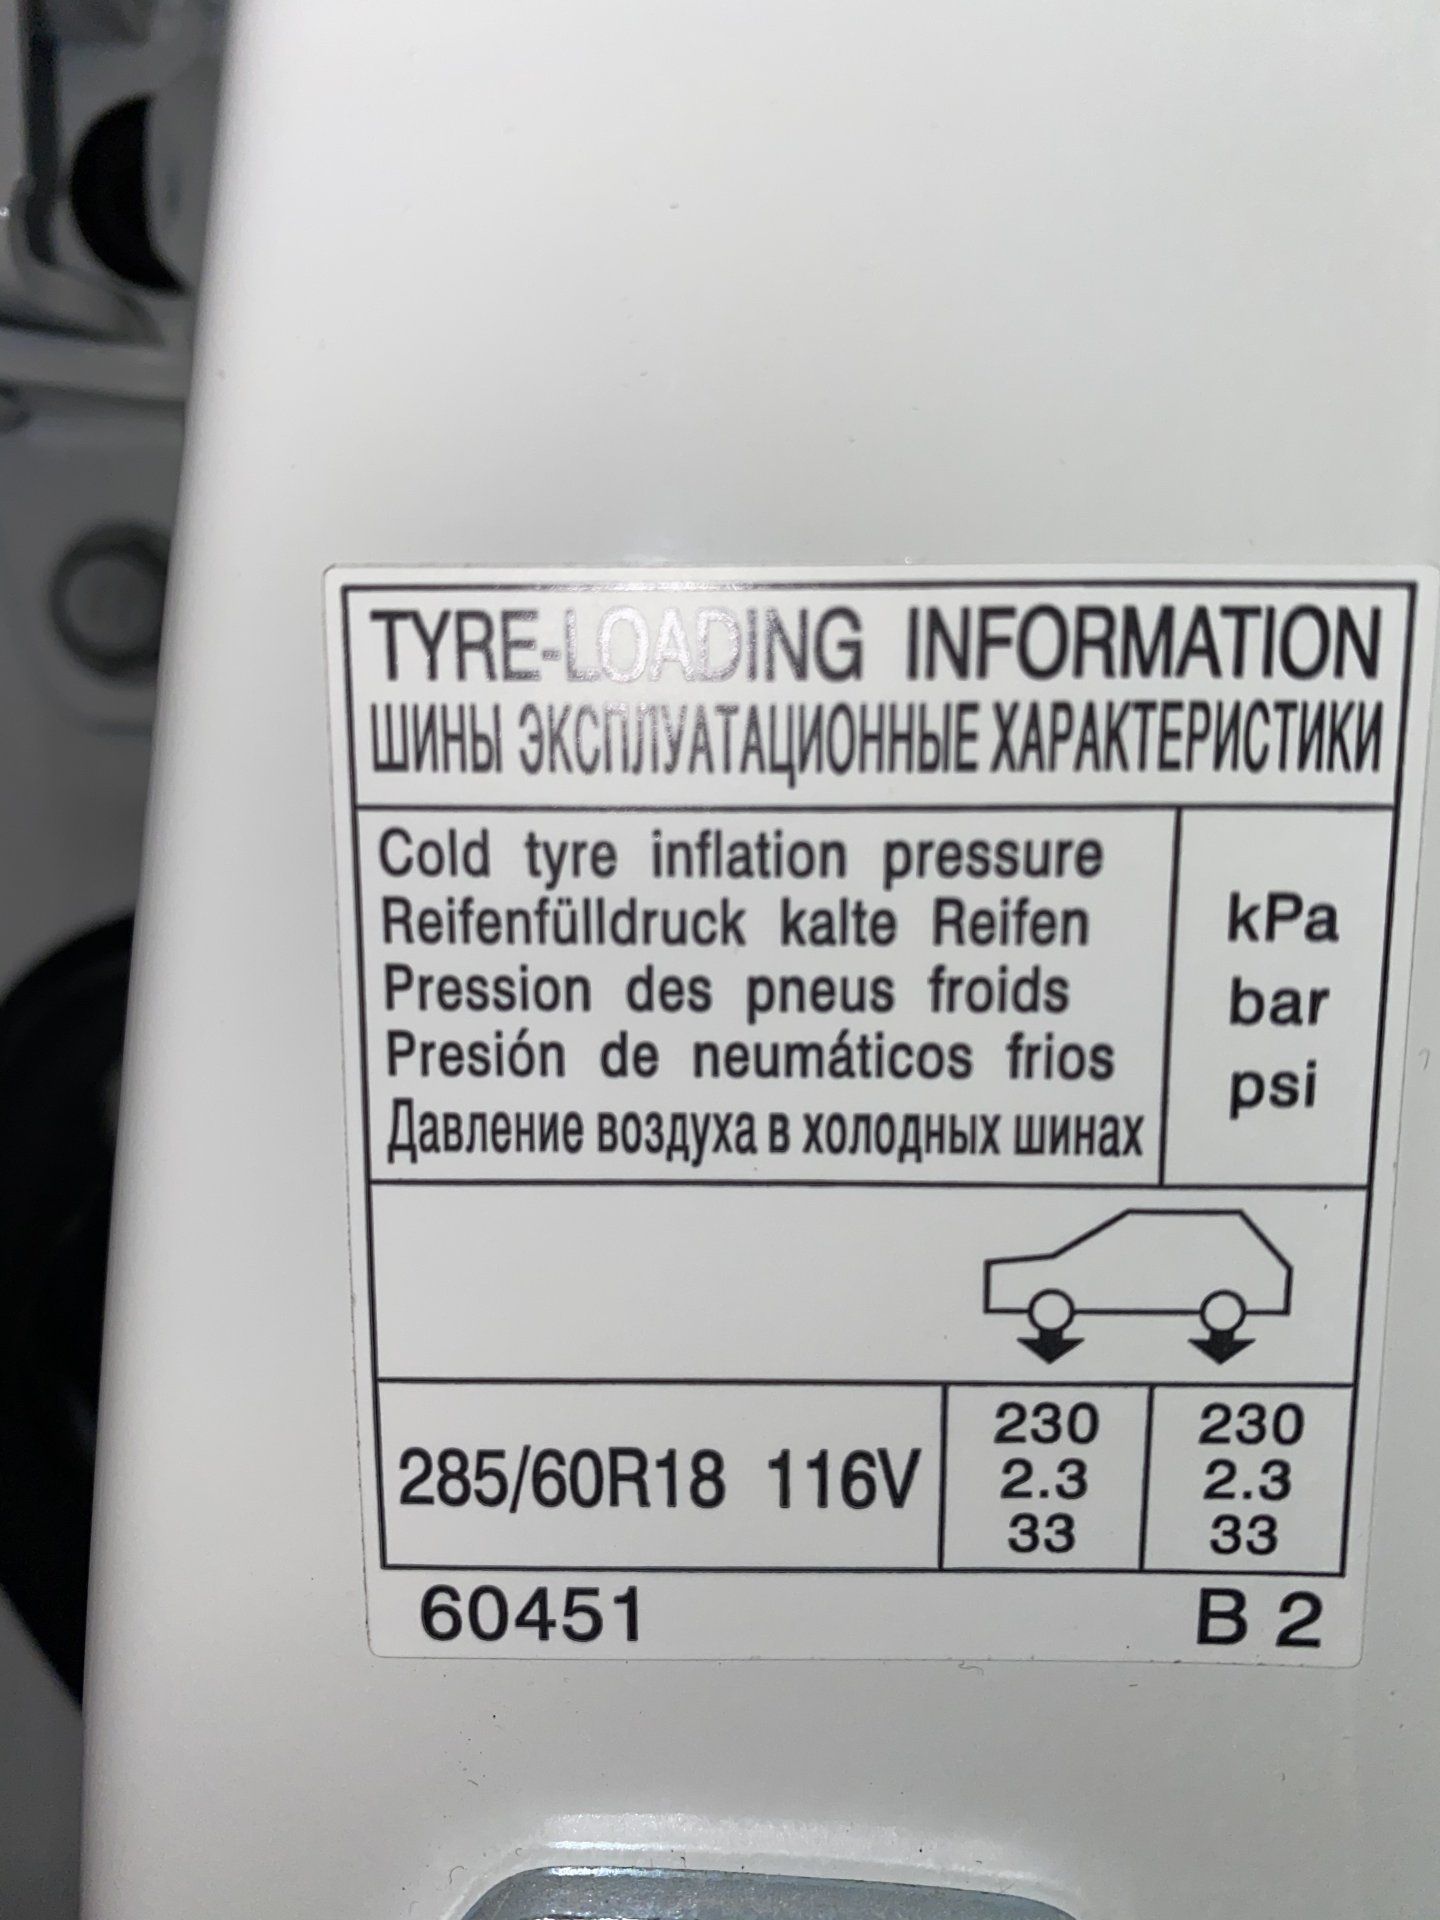 TYRE-LOADING INFORMATION
ШИНЫ ЭКСПЛУАТАЦИОННЫЕ ХАРАКТЕРИСТИКИ
Cold tyre inflation pressure
Reifenfülldruck kalte Reifen
Pression des pneus froids
Presión de neumáticos frios
Давление воздуха в холодных шинах
kPa
bar
psi
285/60R18 116V
230 230
2.3 2.3
33 33
60451 B 2